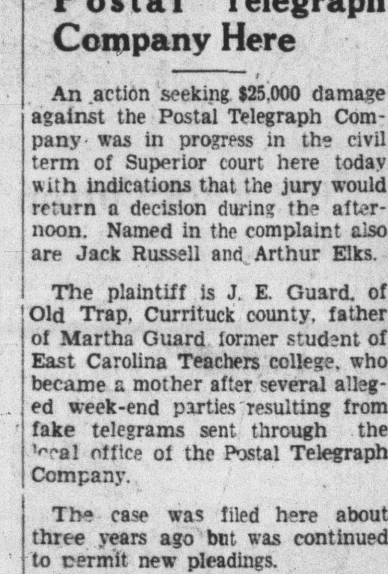 Postal Telegraph
Company Here
An action seeking $25,000 damage
against the Postal Telegraph Com-
pany was in progress in the civil
term of Superior court here today
with indications that the jury would
return a decision during the after-
noon. Named in the complaint also
are Jack Russell and Arthur Elks.
The plaintiff is J. E. Guard, of
Old Trap, Currituck county, father
of Martha Guard former student of
East Carolina Teachers college, who
became a mother after several alleg-
ed week-end parties resulting from
fake telegrams sent through the
local office of the Postal Telegraph
Company.
The case was filed here about
three years ago but was continued
to permit new pleadings.